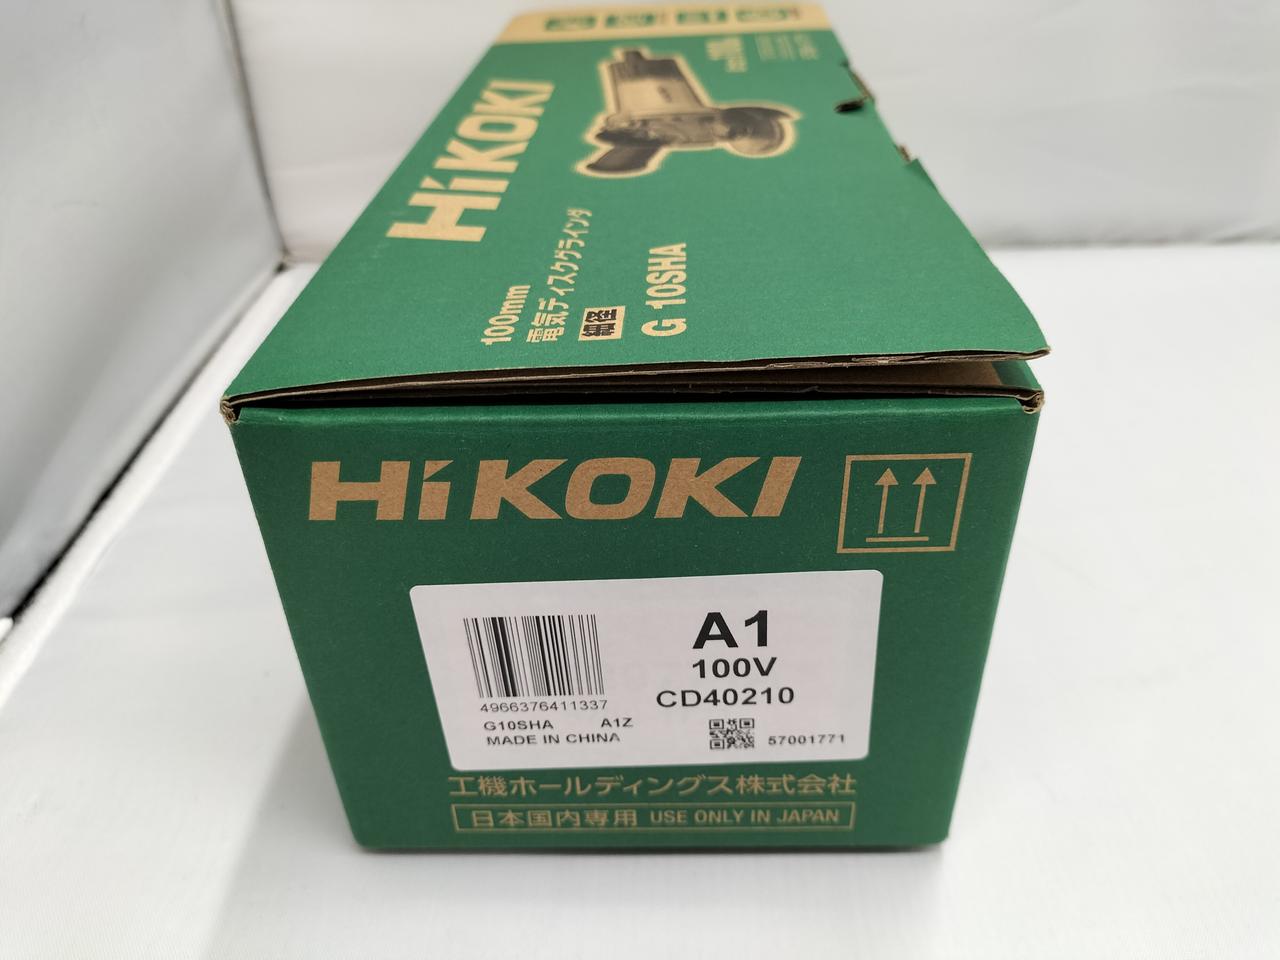 HiKOKI
100mm
電気ディスクグラインダ
細径
G 10SHA
HiKOKI
A1
100V
CD40210
4966376411337
G10SHA A1Z
MADE IN CHINA
57001771
工機ホールディングス株式会社
日本国内専用 USE ONLY IN JAPAN